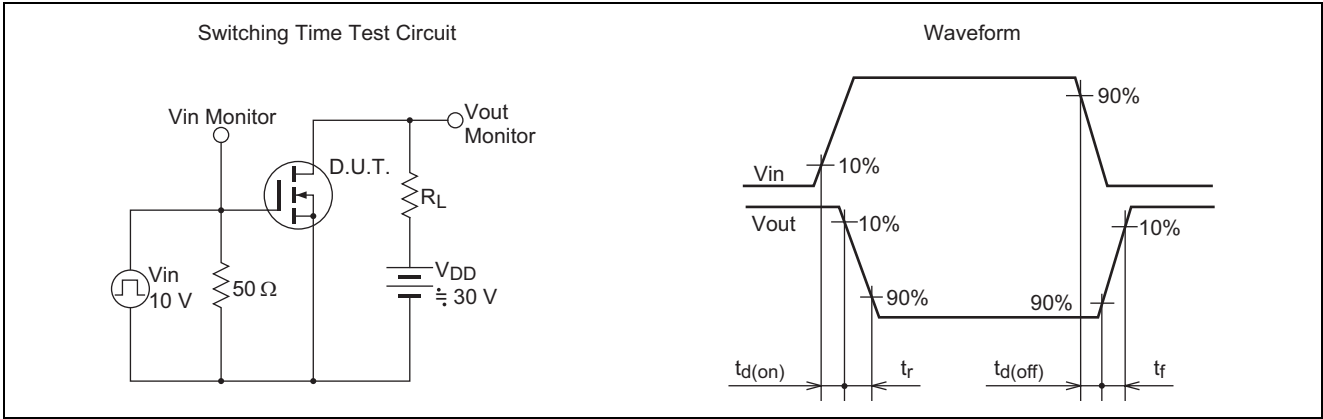 Switching Time Test Circuit
Vin Monitor
Vout
Monitor
D.U.T.
RL
Vin
10 V
50 Ω
VDD
≒ 30 V
Waveform
Vin
Vout
10%
90%
10%
90%
90%
10%
td(on)
tr
td(off)
tf